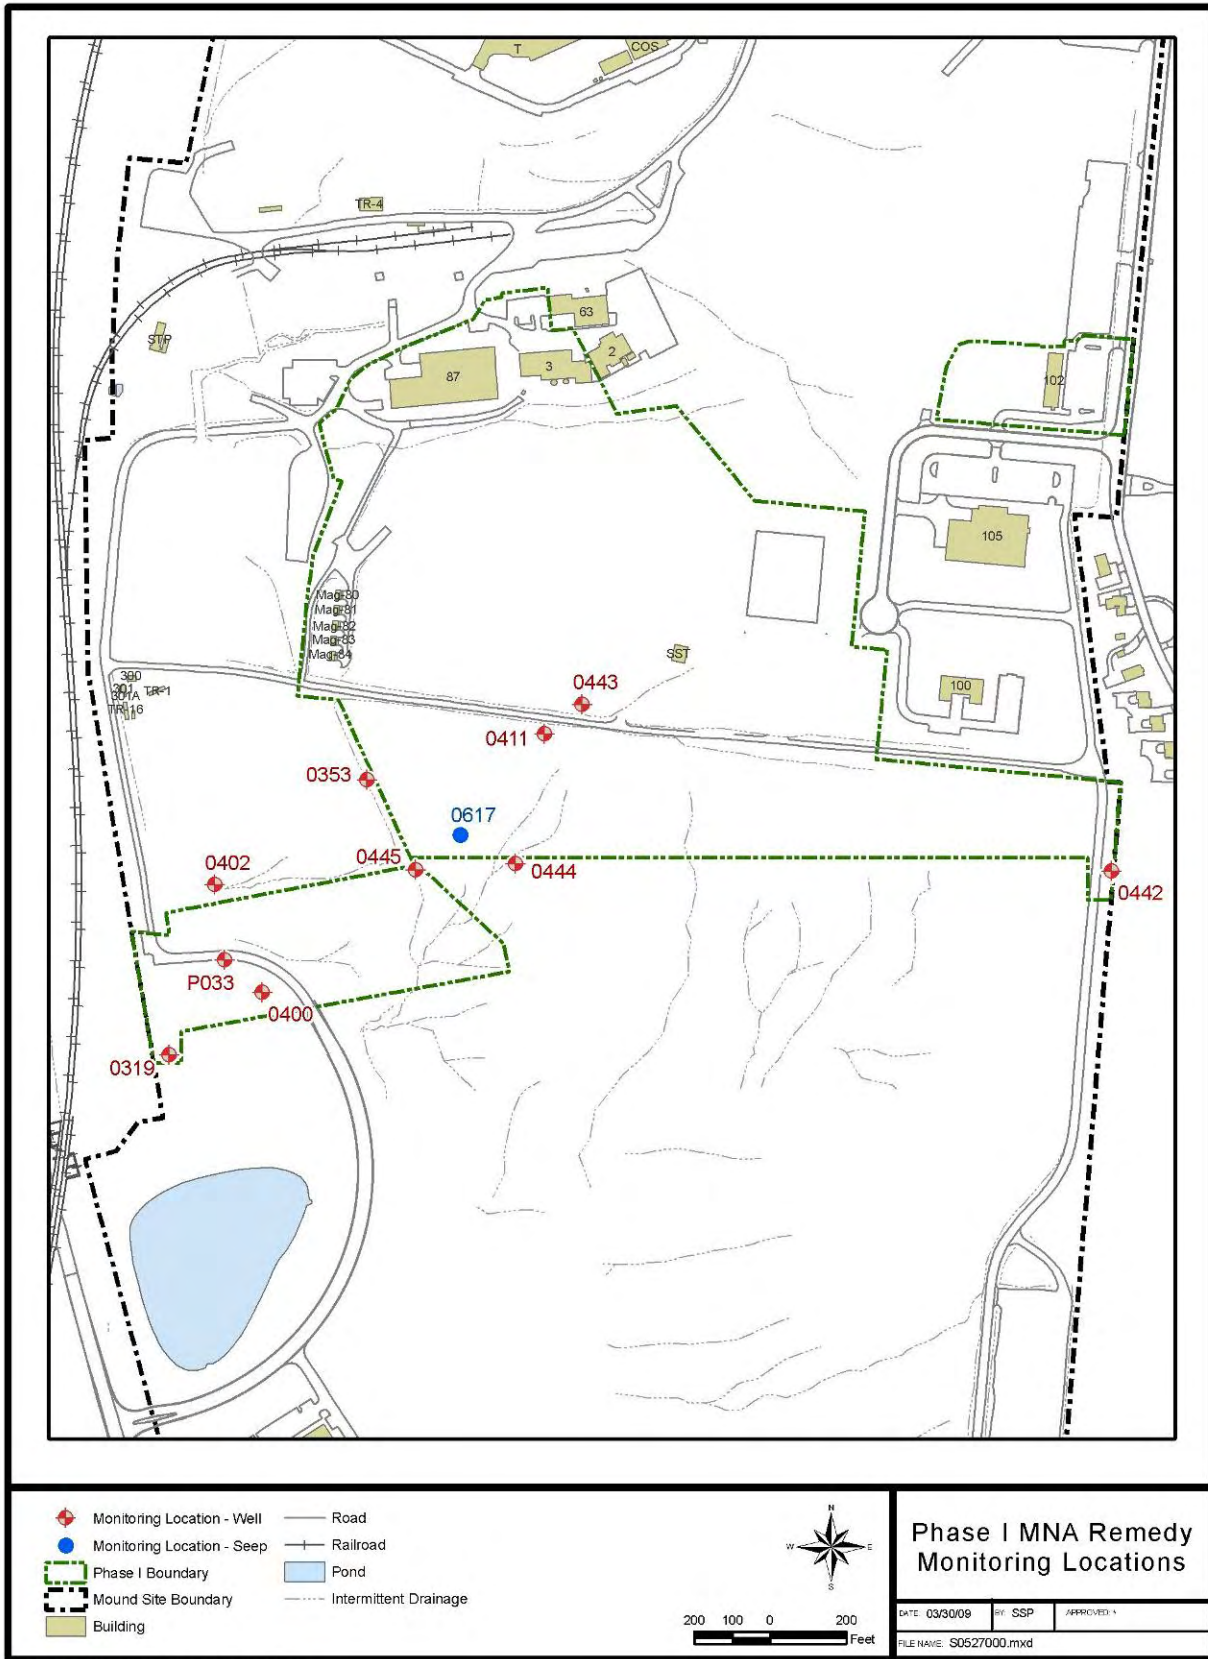 T
COS
TR-4
63
STP
2
3
87
102
105
Mag-80
Mag-81
Mag-82
Mag-83
Mag-84
SST
300
301
TR-1
301A
TR-16
100
0443
0411
0353
0617
0402
0445
0444
0442
P033
0400
0319
Monitoring Location - Well
Monitoring Location - Seep
Phase I Boundary
Mound Site Boundary
Building
Road
Railroad
Pond
Intermittent Drainage
N
W E
S
200 100 0 200
Feet
Phase I MNA Remedy
Monitoring Locations
DATE: 03/30/09 BY: SSP APPROVED:
FILE NAME: S0527000.mxd